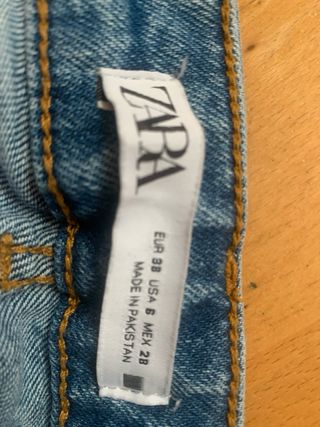 ZARA
EUR 38 USA 6 MEX 28
MADE IN PAKISTAN